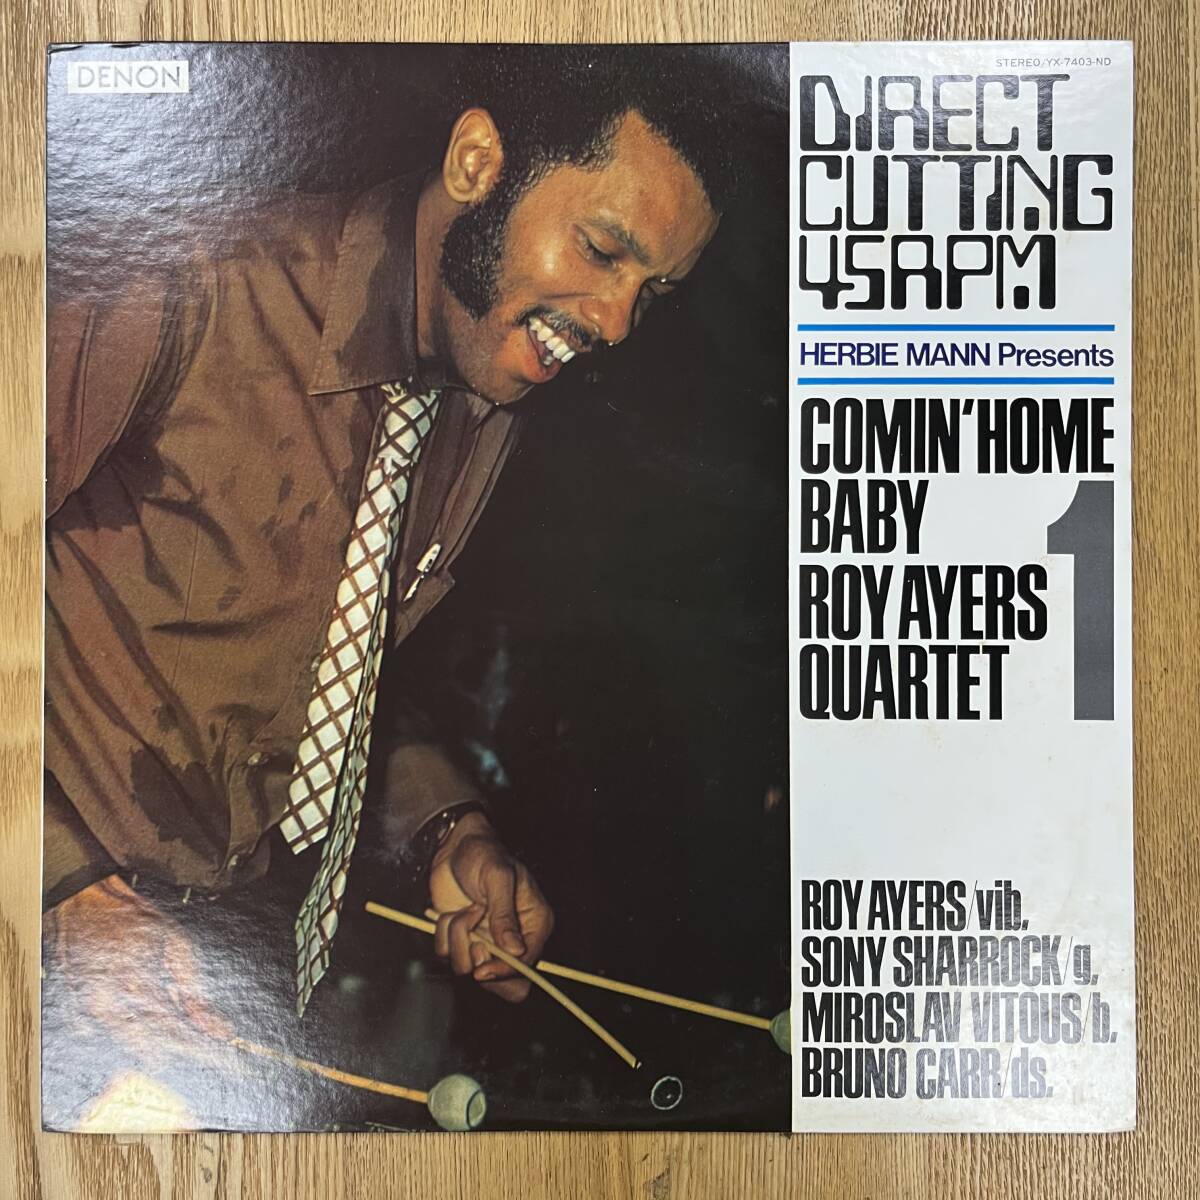 DENON
STEREO/YX-7403-ND
DIRECT
CUTTING
45RPM
HERBIE MANN Presents
COMIN' HOME
BABY
1
ROY AYERS
QUARTET
ROY AYERS/vib.
SONY SHARROCK/g.
MIROSLAV VITOUS/b.
BRUNO CARR/ds.